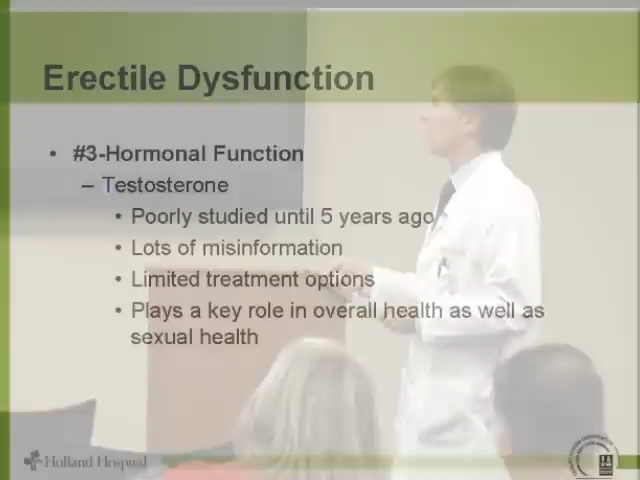 Erectile Dysfunction
• #3-Hormonal Function
– Testosterone
• Poorly studied until 5 years ago
• Lots of misinformation
• Limited treatment options
• Plays a key role in overall health as well as
sexual health
Holland Hospital